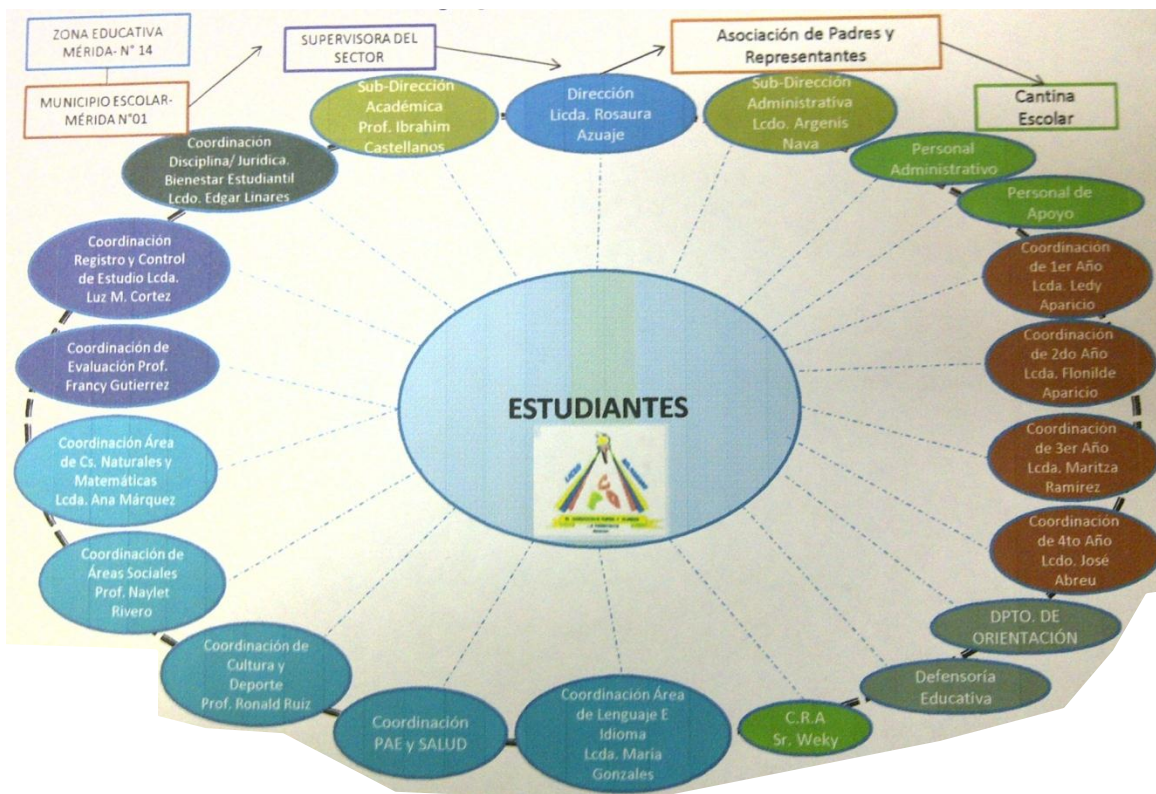 ZONA EDUCATIVA
MÉRIDA- N° 14
MUNICIPIO ESCOLAR-
MÉRIDA N°01
SUPERVISORA DEL
SECTOR
Asociación de Padres y
Representantes
Cantina
Escolar
Sub-Dirección
Académica
Prof. Ibrahim
Castellanos
Dirección
Licda. Rosaura
Azuaje
Sub-Dirección
Administrativa
Lcdo. Argenis
Nava
Personal
Administrativo
Personal de
Apoyo
Coordinación
Disciplina/ Jurídica.
Bienestar Estudiantil
Lcdo. Edgar Linares
Coordinación
Registro y Control
de Estudio Lcda.
Luz M. Cortez
Coordinación de
Evaluación Prof.
Francy Gutierrez
Coordinación Área
de Cs. Naturales y
Matemáticas
Lcda. Ana Márquez
Coordinación de
Áreas Sociales
Prof. Naylet
Rivero
Coordinación de
Cultura y
Deporte
Prof. Ronald Ruiz
Coordinación
PAE y SALUD
Coordinación Área
de Lenguaje E
Idioma
Lcda. Maria
Gonzales
C.R.A
Sr. Weky
Defensoría
Educativa
DPTO. DE
ORIENTACIÓN
Coordinación
de 4to Año
Lcdo. José
Abreu
Coordinación
de 3er Año
Lcda. Maritza
Ramirez
Coordinación
de 2do Año
Lcda. Flonilde
Aparicio
Coordinación
de 1er Año
Lcda. Ledy
Aparicio
ESTUDIANTES
LICEO